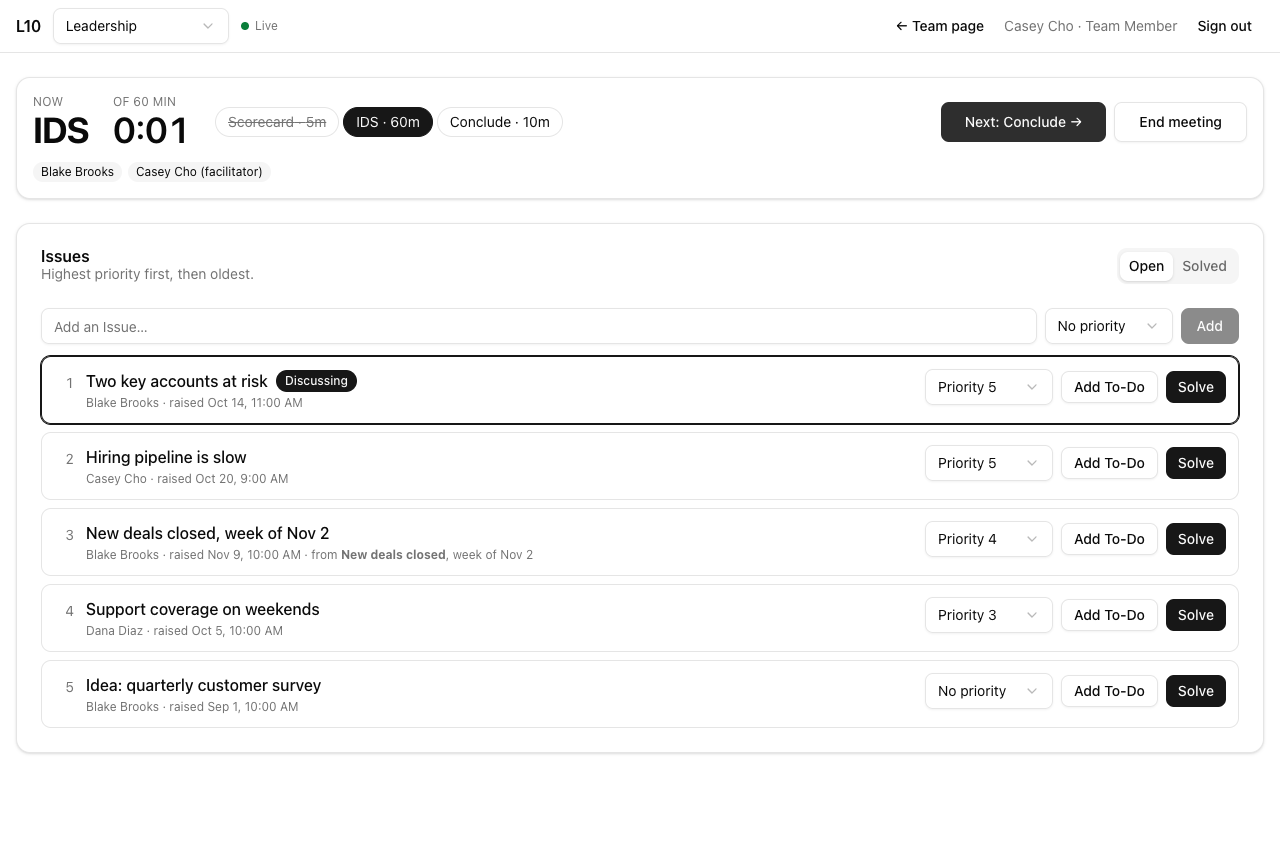 L10 Leadership Live ← Team page Casey Cho · Team Member Sign out
NOW OF 60 MIN
IDS 0:01 Scorecard · 5m IDS · 60m Conclude · 10m Next: Conclude → End meeting
Blake Brooks Casey Cho (facilitator)
Issues
Highest priority first, then oldest.
Open Solved
Add an Issue... No priority Add
1 Two key accounts at risk Discussing Priority 5 Add To-Do Solve
Blake Brooks · raised Oct 14, 11:00 AM
2 Hiring pipeline is slow Priority 5 Add To-Do Solve
Casey Cho · raised Oct 20, 9:00 AM
3 New deals closed, week of Nov 2 Priority 4 Add To-Do Solve
Blake Brooks · raised Nov 9, 10:00 AM · from New deals closed, week of Nov 2
4 Support coverage on weekends Priority 3 Add To-Do Solve
Dana Diaz · raised Oct 5, 10:00 AM
5 Idea: quarterly customer survey No priority Add To-Do Solve
Blake Brooks · raised Sep 1, 10:00 AM